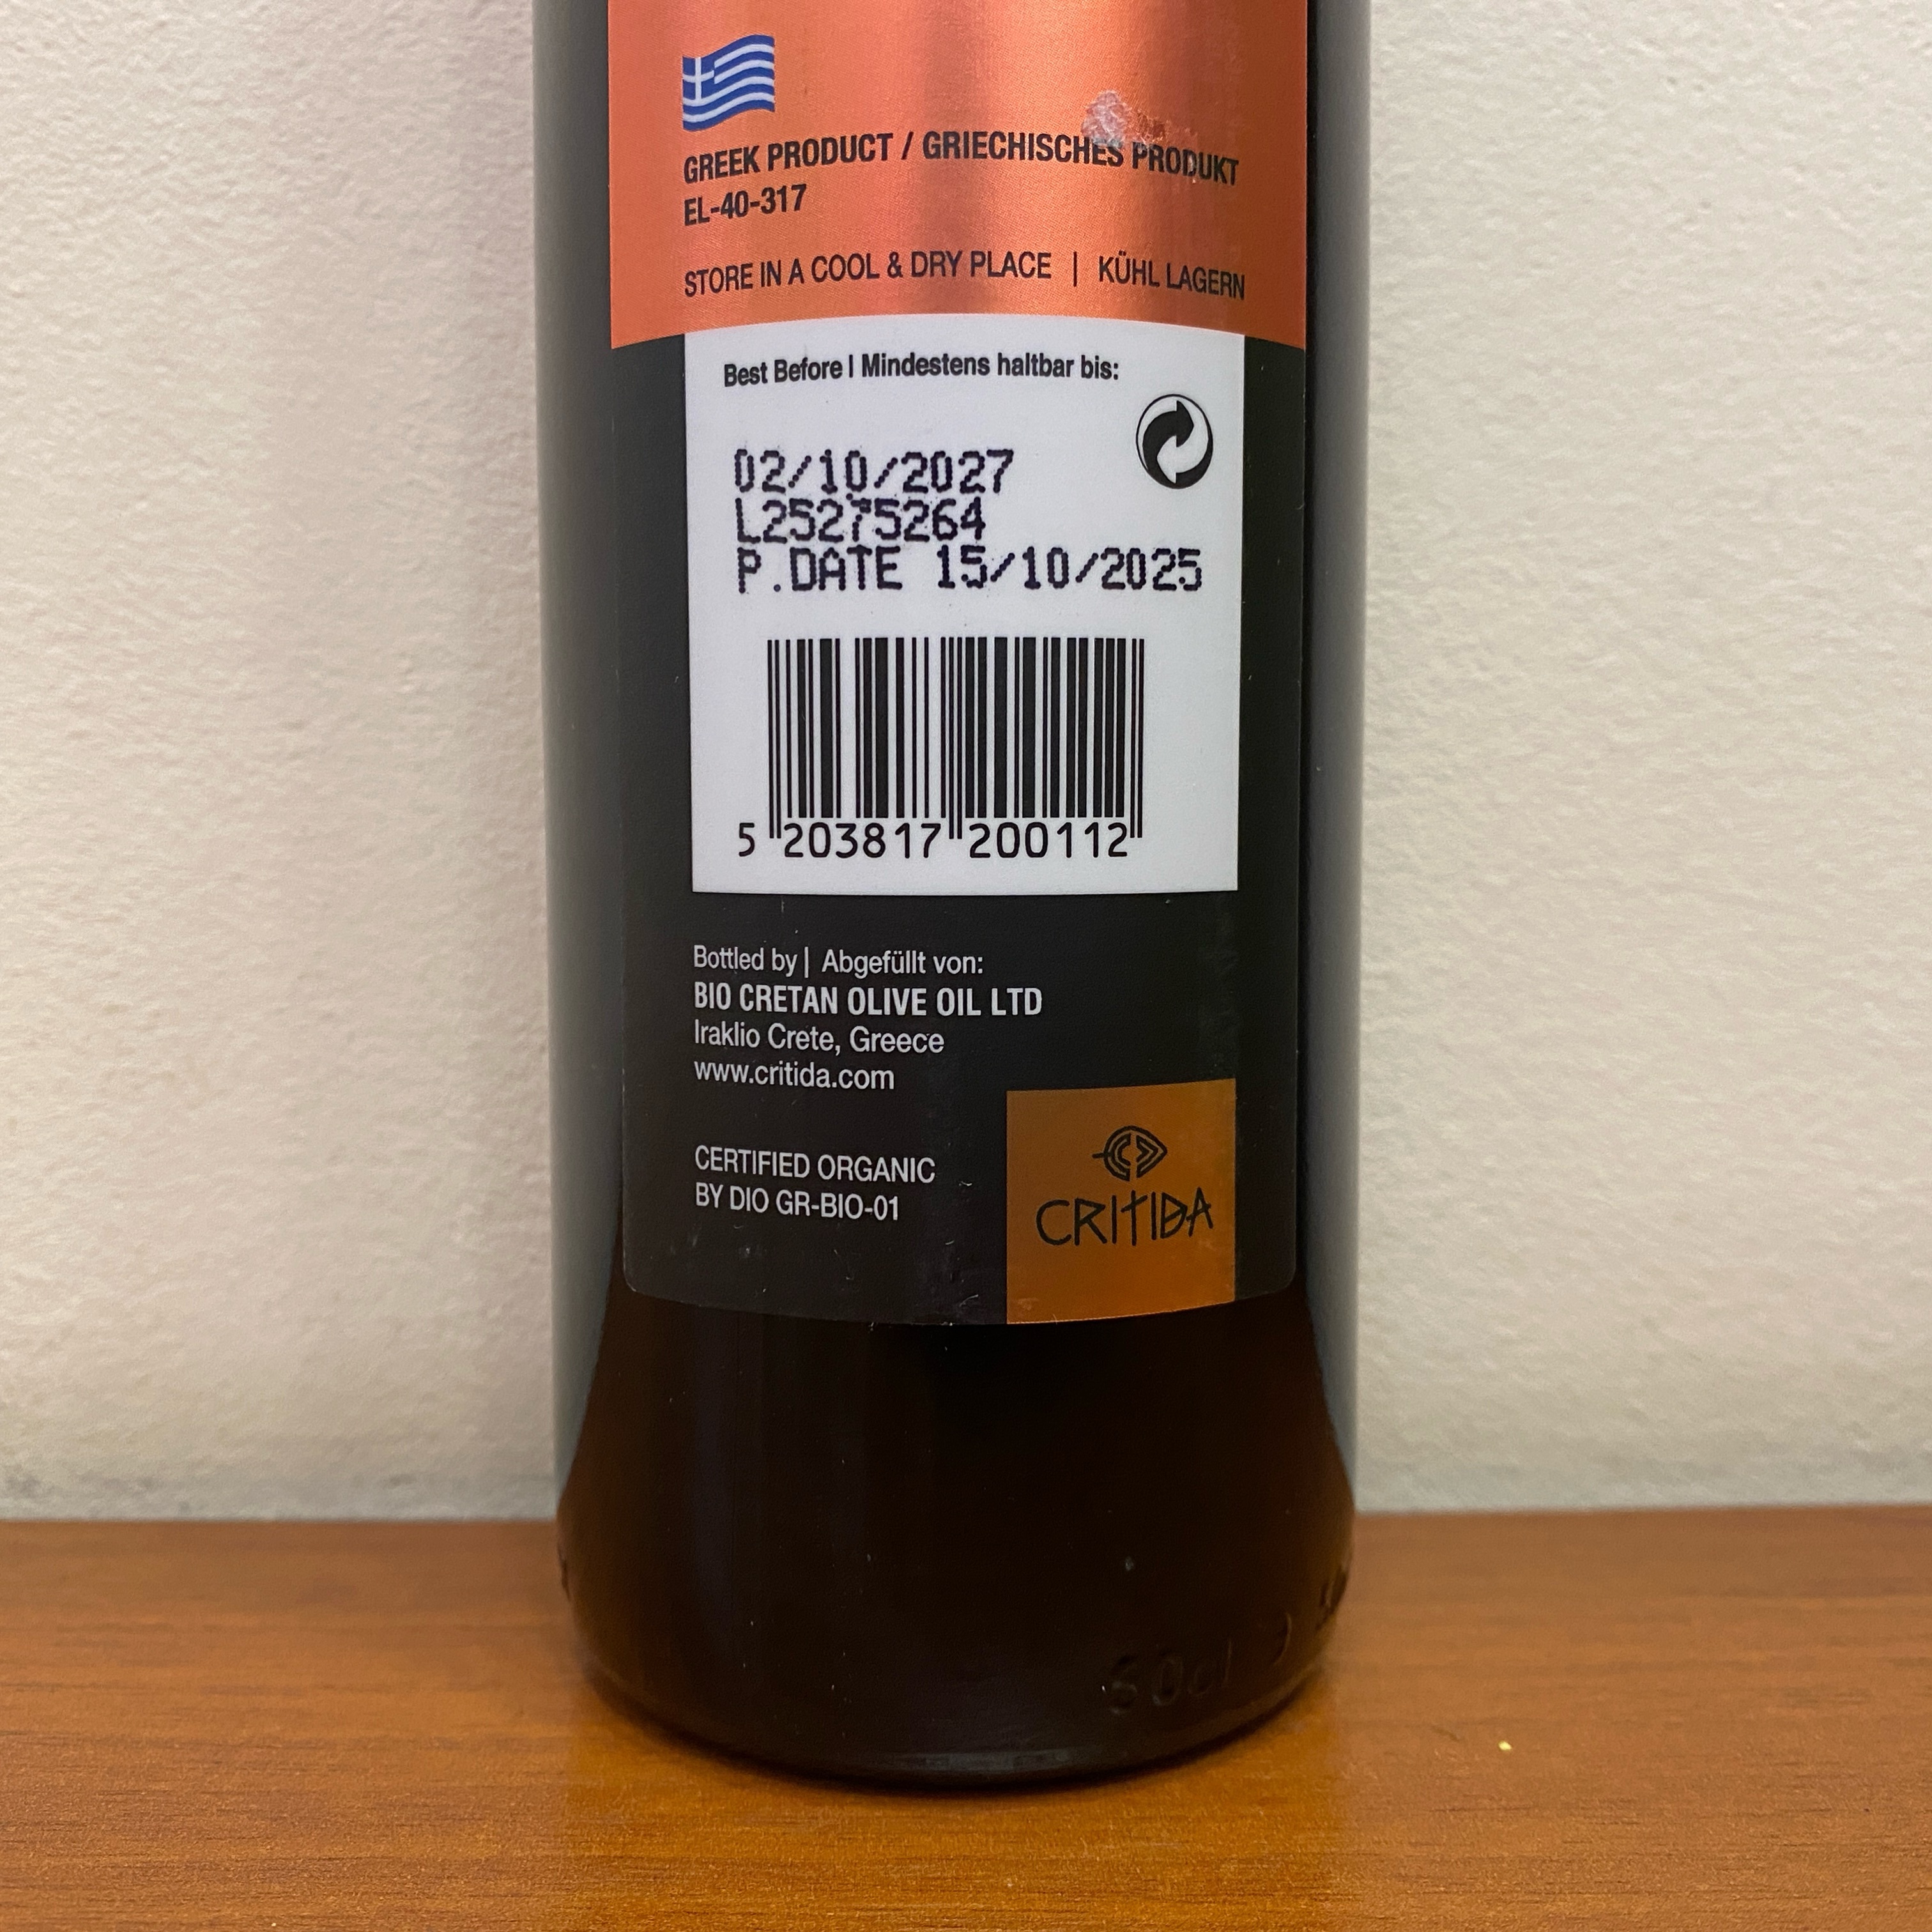 GREEK PRODUCT / GRIECHISCHES PRODUKT
EL-40-317
STORE IN A COOL & DRY PLACE | KÜHL LAGERN
Best Before | Mindestens haltbar bis:
02/10/2027
L25275264
P.DATE 15/10/2025
5 203817 200112
Bottled by | Abgefüllt von:
BIO CRETAN OLIVE OIL LTD
Iraklio Crete, Greece
www.critida.com
CERTIFIED ORGANIC
BY DIO GR-BIO-01
CRITIDA